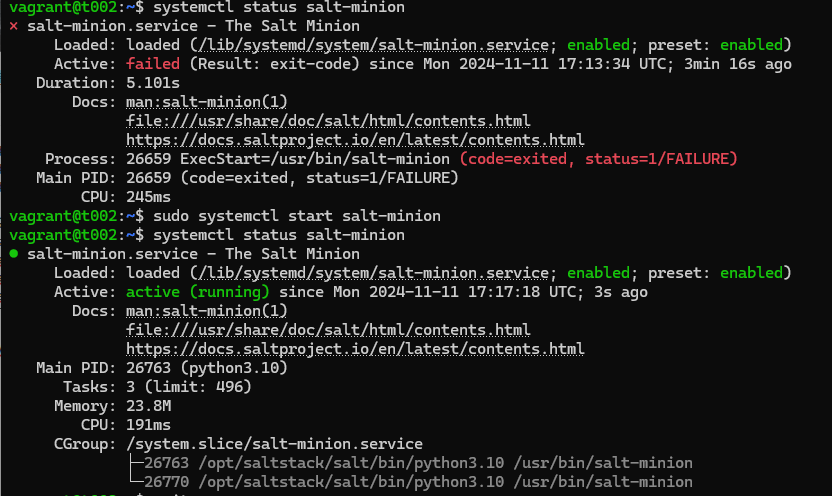 vagrant@t002:~$ systemctl status salt-minion
× salt-minion.service - The Salt Minion
Loaded: loaded (/lib/systemd/system/salt-minion.service; enabled; preset: enabled)
Active: failed (Result: exit-code) since Mon 2024-11-11 17:13:34 UTC; 3min 16s ago
Duration: 5.101s
Docs: man:salt-minion(1)
file:///usr/share/doc/salt/html/contents.html
https://docs.saltproject.io/en/latest/contents.html
Process: 26659 ExecStart=/usr/bin/salt-minion (code=exited, status=1/FAILURE)
Main PID: 26659 (code=exited, status=1/FAILURE)
CPU: 245ms
vagrant@t002:~$ sudo systemctl start salt-minion
vagrant@t002:~$ systemctl status salt-minion
● salt-minion.service - The Salt Minion
Loaded: loaded (/lib/systemd/system/salt-minion.service; enabled; preset: enabled)
Active: active (running) since Mon 2024-11-11 17:17:18 UTC; 3s ago
Docs: man:salt-minion(1)
file:///usr/share/doc/salt/html/contents.html
https://docs.saltproject.io/en/latest/contents.html
Main PID: 26763 (python3.10)
Tasks: 3 (limit: 496)
Memory: 23.8M
CPU: 191ms
CGroup: /system.slice/salt-minion.service
├─26763 /opt/saltstack/salt/bin/python3.10 /usr/bin/salt-minion
└─26770 /opt/saltstack/salt/bin/python3.10 /usr/bin/salt-minion